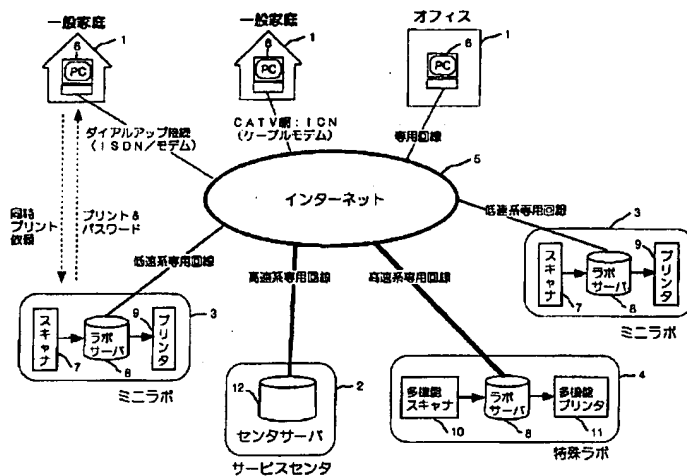 一般家庭
一般家庭
オフィス
1
1
1
6
6
6
PC
PC
PC
ダイアルアップ接続
(ISDN/モデム)
CATV網:ICN
(ケーブルモデム)
専用回線
5
インターネット
同時
プリント
依頼
プリント&
パスワード
低速系専用回線
高速系専用回線
高速系専用回線
低速系専用回線
3
スキャナ
7
ラボ
サーバ
8
9
プリンタ
ミニラボ
3
スキャナ
7
ラボ
サーバ
8
9
プリンタ
ミニラボ
2
12
センタサーバ
サービスセンタ
4
多機能
スキャナ
10
ラボ
サーバ
8
多機能
プリンタ
11
特殊ラボ